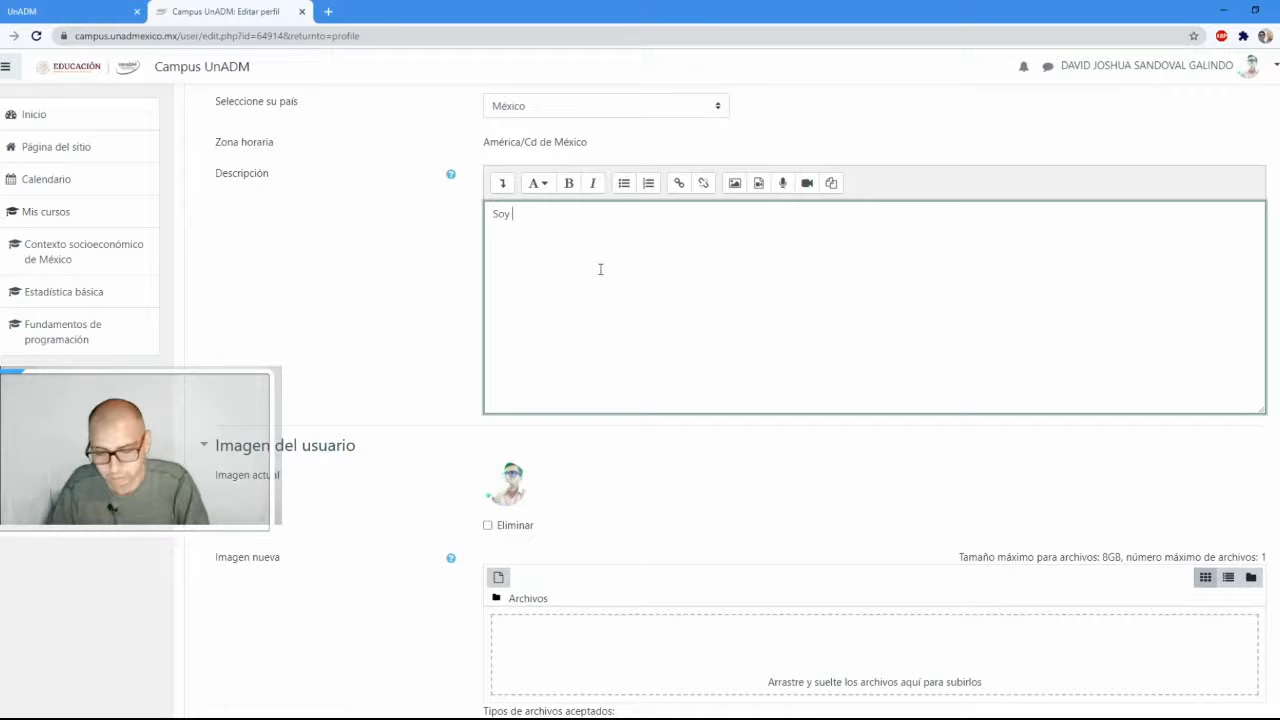 UnADM
Campus UnADM: Editar perfil
campus.unadmexico.mx/user/edit.php?id=64914&returnto=profile
ABP
EDUCACIÓN
Campus UnADM
DAVID JOSHUA SANDOVAL GALINDO
Inicio
Página del sitio
Calendario
Mis cursos
Contexto socioeconómico
de México
Estadística básica
Fundamentos de
programación
Seleccione su país
México
Zona horaria
América/Cd de México
Descripción
A
B
I
Soy
Imagen del usuario
Imagen actual
Eliminar
Imagen nueva
Tamaño máximo para archivos: 8GB, número máximo de archivos: 1
Archivos
Arrastre y suelte los archivos aquí para subirlos
Tipos de archivos aceptados: